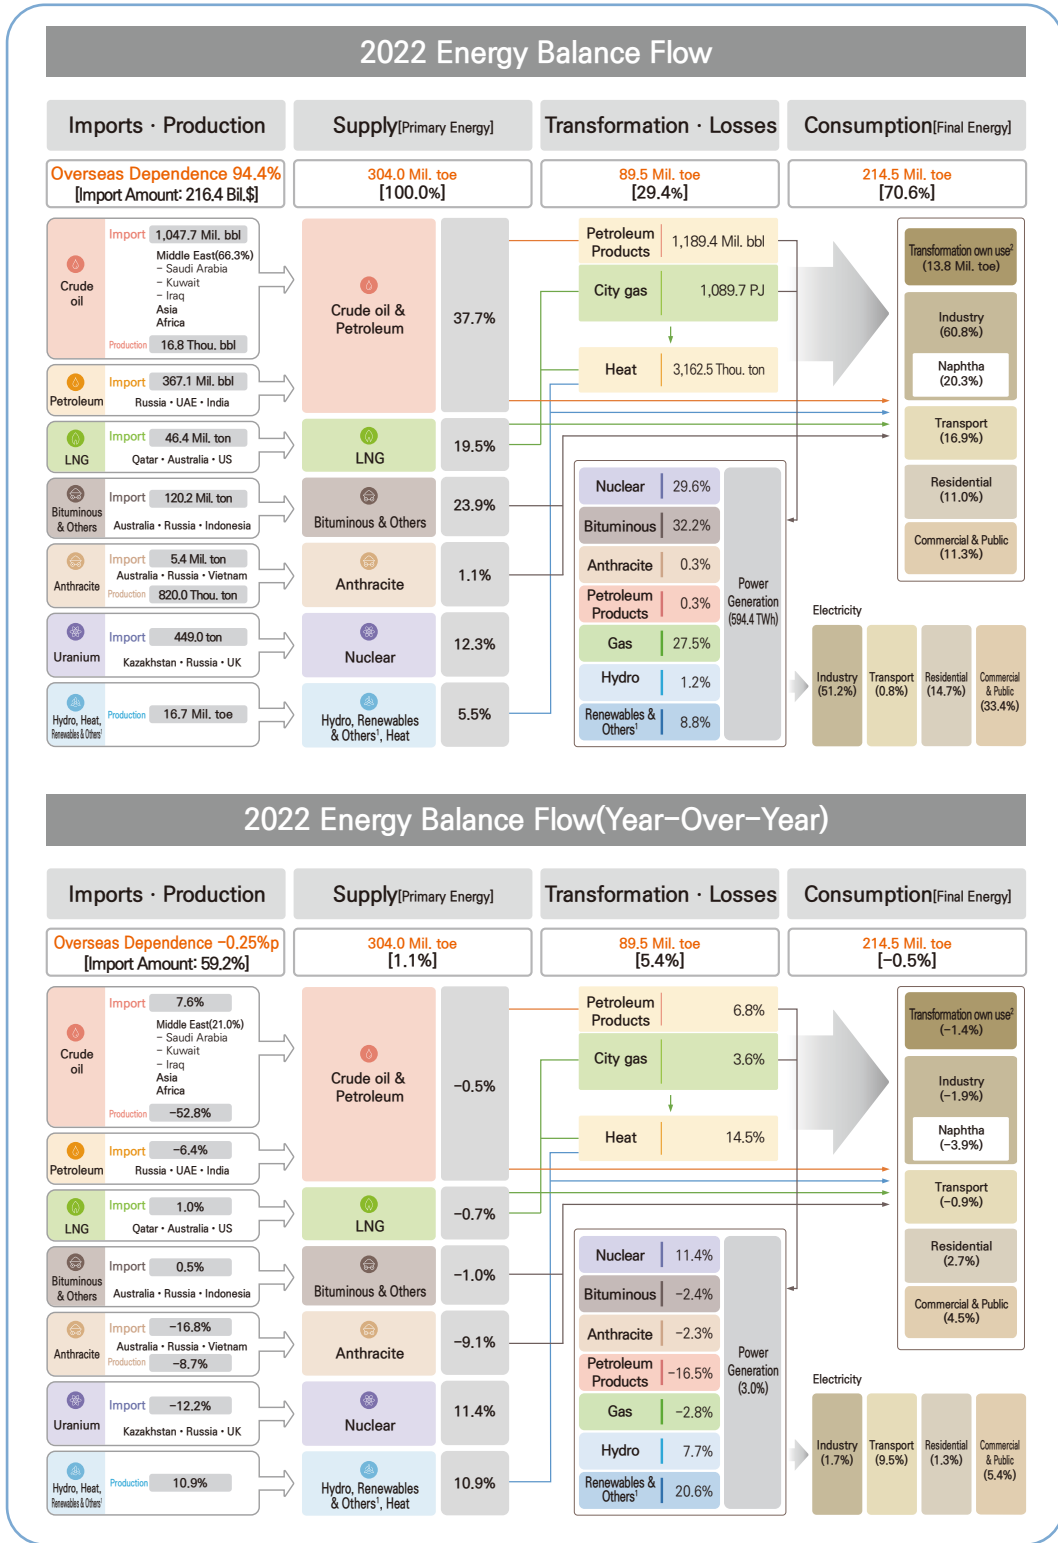 2022 Energy Balance Flow
Imports · Production
Supply[Primary Energy]
Transformation · Losses
Consumption[Final Energy]
Overseas Dependence 94.4%
[Import Amount: 216.4 Bil.$]
304.0 Mil. toe
[100.0%]
89.5 Mil. toe
[29.4%]
214.5 Mil. toe
[70.6%]
Crude
oil
Import 1,047.7 Mil. bbl
Middle East(66.3%)
– Saudi Arabia
– Kuwait
– Iraq
Asia
Africa
Production 16.8 Thou. bbl
Petroleum
Import 367.1 Mil. bbl
Russia • UAE • India
LNG
Import 46.4 Mil. ton
Qatar • Australia • US
Bituminous
& Others
Import 120.2 Mil. ton
Australia • Russia • Indonesia
Anthracite
Import 5.4 Mil. ton
Australia • Russia • Vietnam
Production 820.0 Thou. ton
Uranium
Import 449.0 ton
Kazakhstan • Russia • UK
Hydro, Heat,
Renewables & Others¹
Production 16.7 Mil. toe
Crude oil &
Petroleum
37.7%
LNG
19.5%
Bituminous & Others
23.9%
Anthracite
1.1%
Nuclear
12.3%
Hydro, Renewables
& Others¹, Heat
5.5%
Petroleum
Products
1,189.4 Mil. bbl
City gas
1,089.7 PJ
Heat
3,162.5 Thou. ton
Nuclear 29.6%
Bituminous 32.2%
Anthracite 0.3%
Petroleum
Products 0.3%
Gas 27.5%
Hydro 1.2%
Renewables &
Others¹ 8.8%
Power
Generation
(594.4 TWh)
Transformation own use²
(13.8 Mil. toe)
Industry
(60.8%)
Naphtha
(20.3%)
Transport
(16.9%)
Residential
(11.0%)
Commercial & Public
(11.3%)
Electricity
Industry
(51.2%)
Transport
(0.8%)
Residential
(14.7%)
Commercial
& Public
(33.4%)
2022 Energy Balance Flow(Year–Over–Year)
Imports · Production
Supply[Primary Energy]
Transformation · Losses
Consumption[Final Energy]
Overseas Dependence –0.25%p
[Import Amount: 59.2%]
304.0 Mil. toe
[1.1%]
89.5 Mil. toe
[5.4%]
214.5 Mil. toe
[–0.5%]
Crude
oil
Import 7.6%
Middle East(21.0%)
– Saudi Arabia
– Kuwait
– Iraq
Asia
Africa
Production –52.8%
Petroleum
Import –6.4%
Russia • UAE • India
LNG
Import 1.0%
Qatar • Australia • US
Bituminous
& Others
Import 0.5%
Australia • Russia • Indonesia
Anthracite
Import –16.8%
Australia • Russia • Vietnam
Production –8.7%
Uranium
Import –12.2%
Kazakhstan • Russia • UK
Hydro, Heat,
Renewables & Others¹
Production 10.9%
Crude oil &
Petroleum
–0.5%
LNG
–0.7%
Bituminous & Others
–1.0%
Anthracite
–9.1%
Nuclear
11.4%
Hydro, Renewables
& Others¹, Heat
10.9%
Petroleum
Products
6.8%
City gas
3.6%
Heat
14.5%
Nuclear 11.4%
Bituminous –2.4%
Anthracite –2.3%
Petroleum
Products –16.5%
Gas –2.8%
Hydro 7.7%
Renewables &
Others¹ 20.6%
Power
Generation
(3.0%)
Transformation own use²
(–1.4%)
Industry
(–1.9%)
Naphtha
(–3.9%)
Transport
(–0.9%)
Residential
(2.7%)
Commercial & Public
(4.5%)
Electricity
Industry
(1.7%)
Transport
(9.5%)
Residential
(1.3%)
Commercial
& Public
(5.4%)